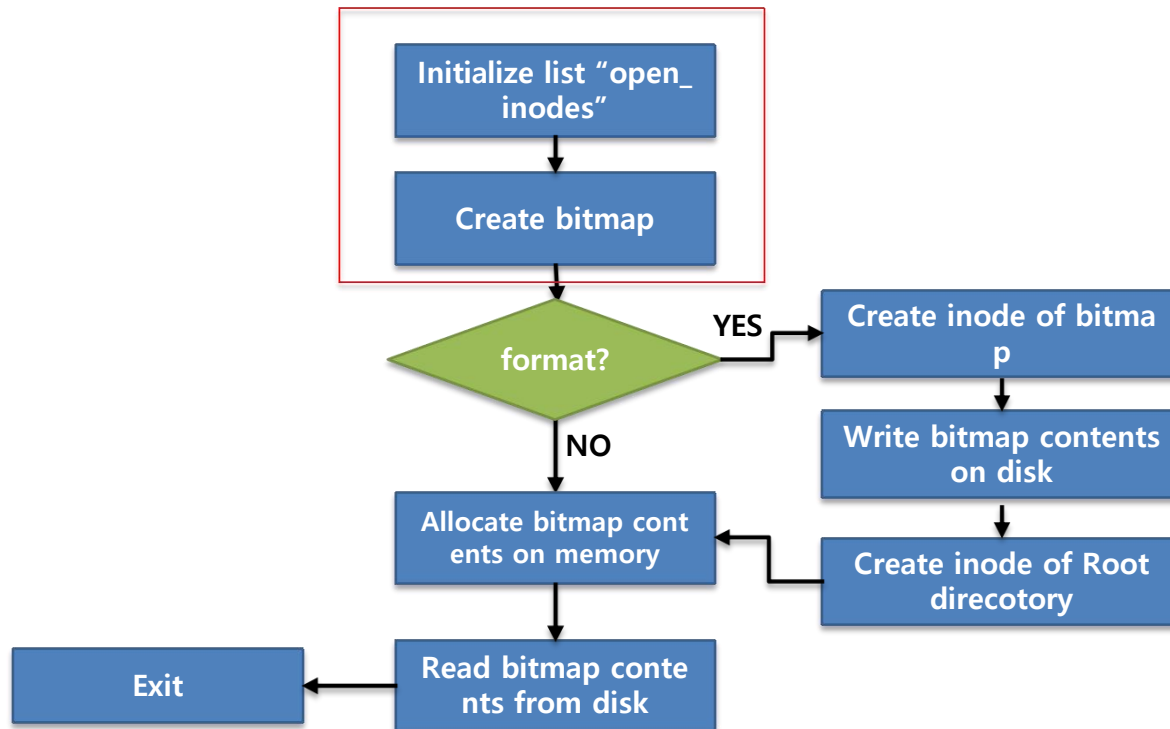 Initialize list “open_
inodes”
Create bitmap
format?
YES
NO
Create inode of bitma
p
Write bitmap contents
on disk
Create inode of Root
direcotory
Allocate bitmap cont
ents on memory
Read bitmap conte
nts from disk
Exit